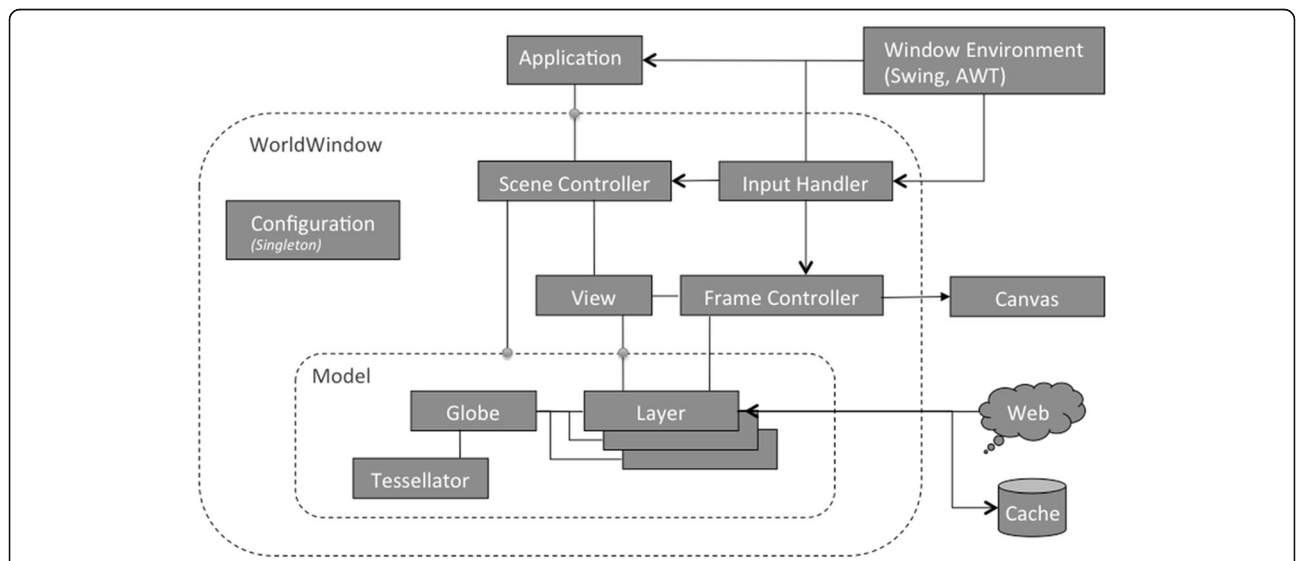 Application
Window Environment
(Swing, AWT)
WorldWindow
Scene Controller
Input Handler
Configuration
(Singleton)
View
Frame Controller
Canvas
Model
Globe
Layer
Web
Tessellator
Cache